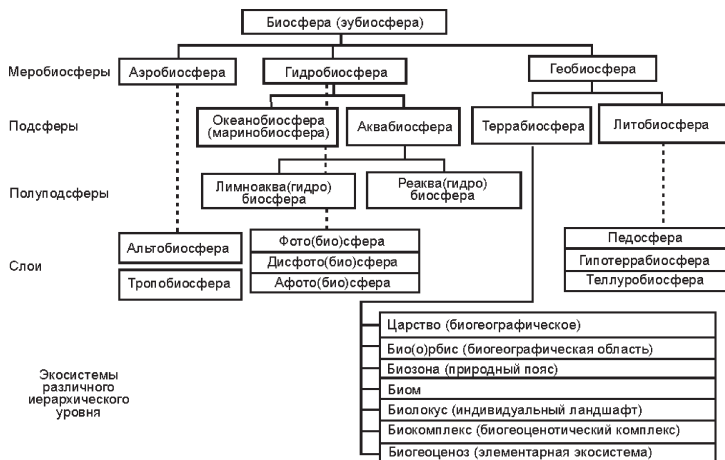 Биосфера (эубиосфера)
Меробиосферы
Аэробиосфера
Гидробиосфера
Геобиосфера
Подсферы
Океанобиосфера
(маринобиосфера)
Аквабиосфера
Террабиосфера
Литобиосфера
Полуподсферы
Лимноаква(гидро)
биосфера
Реаква(гидро)
биосфера
Слои
Альтобиосфера
Тропобиосфера
Фото(био)сфера
Дисфото(био)сфера
Афото(био)сфера
Педосфера
Гипотеррабиосфера
Теллуробиосфера
Экосистемы
различного
иерархического
уровня
Царство (биогеографическое)
Био(о)рбис (биогеографическая область)
Биозона (природный пояс)
Биом
Биолокус (индивидуальный ландшафт)
Биокомплекс (биогеоценотический комплекс)
Биогеоценоз (элементарная экосистема)